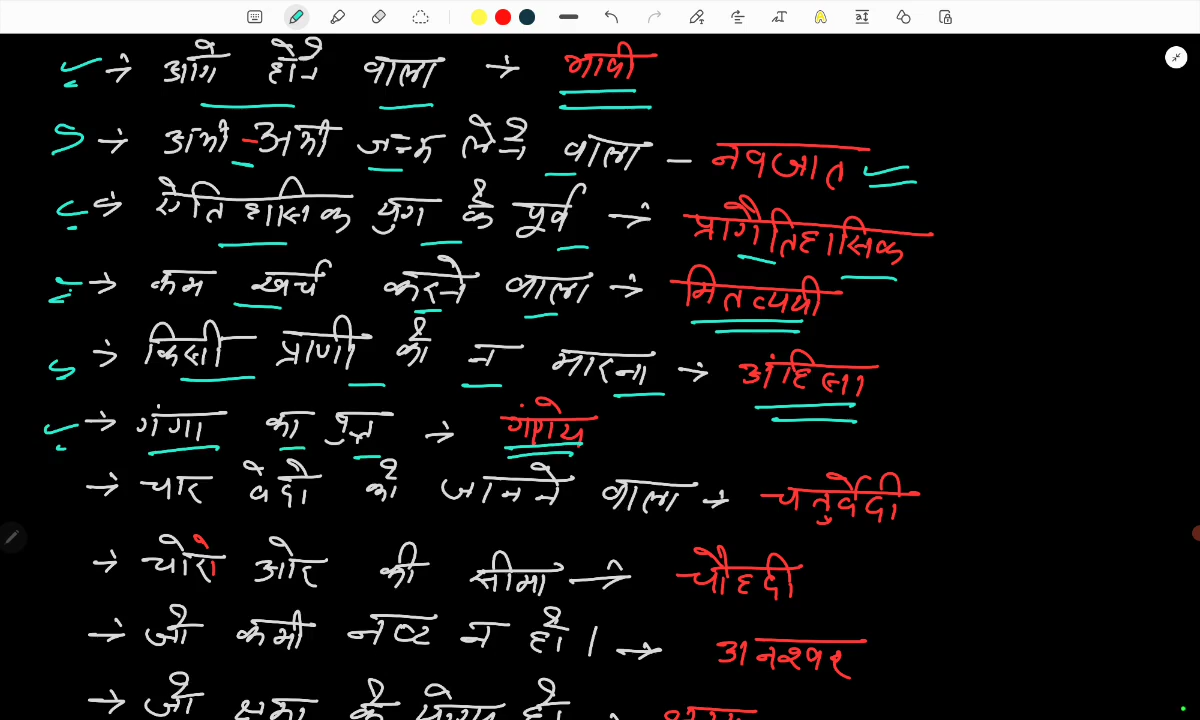 → आगे होने वाला → भावी
→ अभी-अभी जन्म लेने वाला – नवजात
→ ऐतिहासिक युग के पूर्व → प्रागैतिहासिक
→ कम खर्च करने वाला → मितव्ययी
→ किसी प्राणी को न मारना → अंहिसा
→ गंगा का पुत्र → गंगेय
→ चार वेदों को जानने वाला → चतुर्वेदी
→ चारों ओर की सीमा → चौहदी
→ जो कभी नष्ट न हो। → अनश्वर
→ जो क्षमा के योग्य हो →